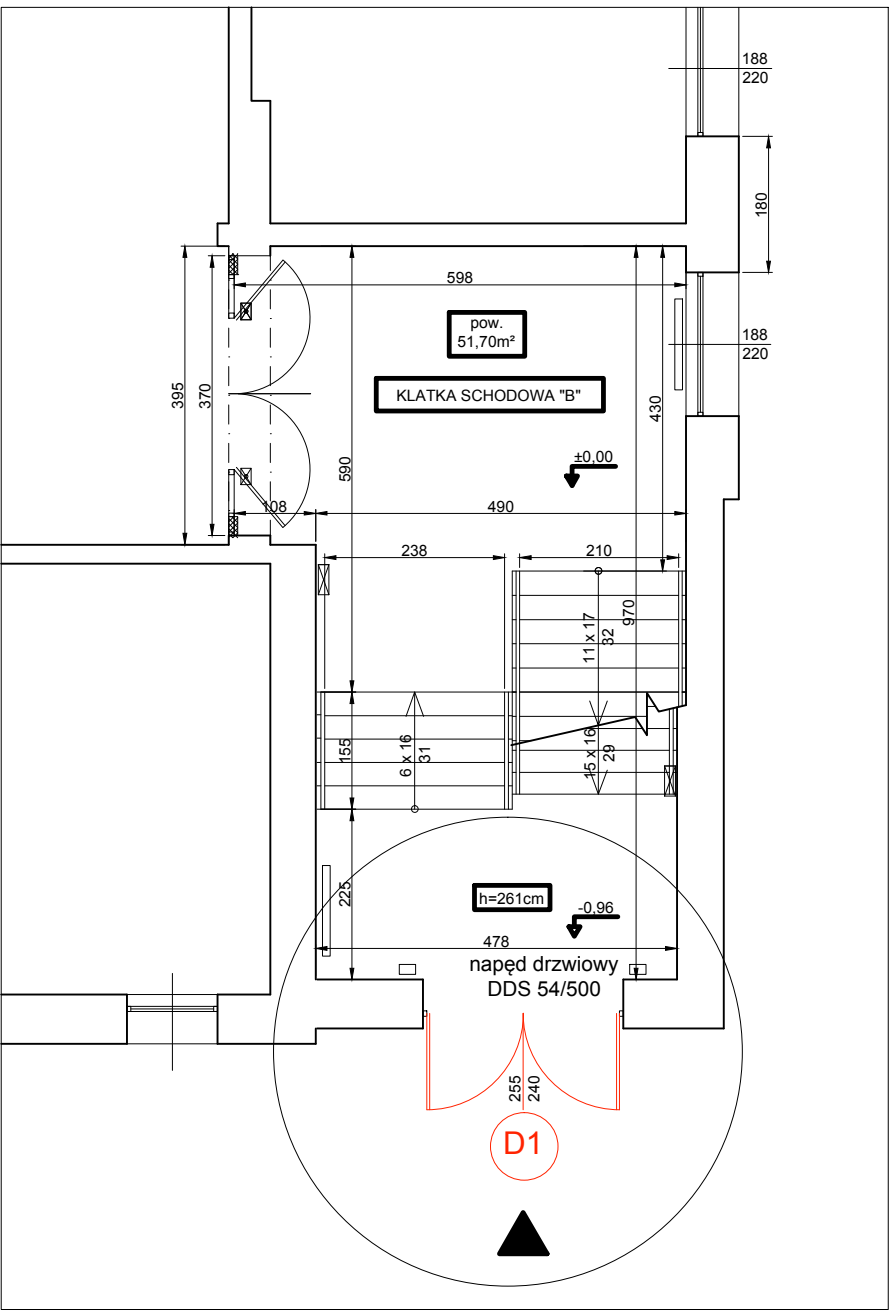 188
220
180
598
pow.
51,70m²
188
220
KLATKA SCHODOWA "B"
395
370
430
590
±0,00
108
490
238
210
11 x 17
32
970
155
6 x 16
31
15 x 16
29
225
h=261cm
-0,96
478
napęd drzwiowy
DDS 54/500
255
240
D1